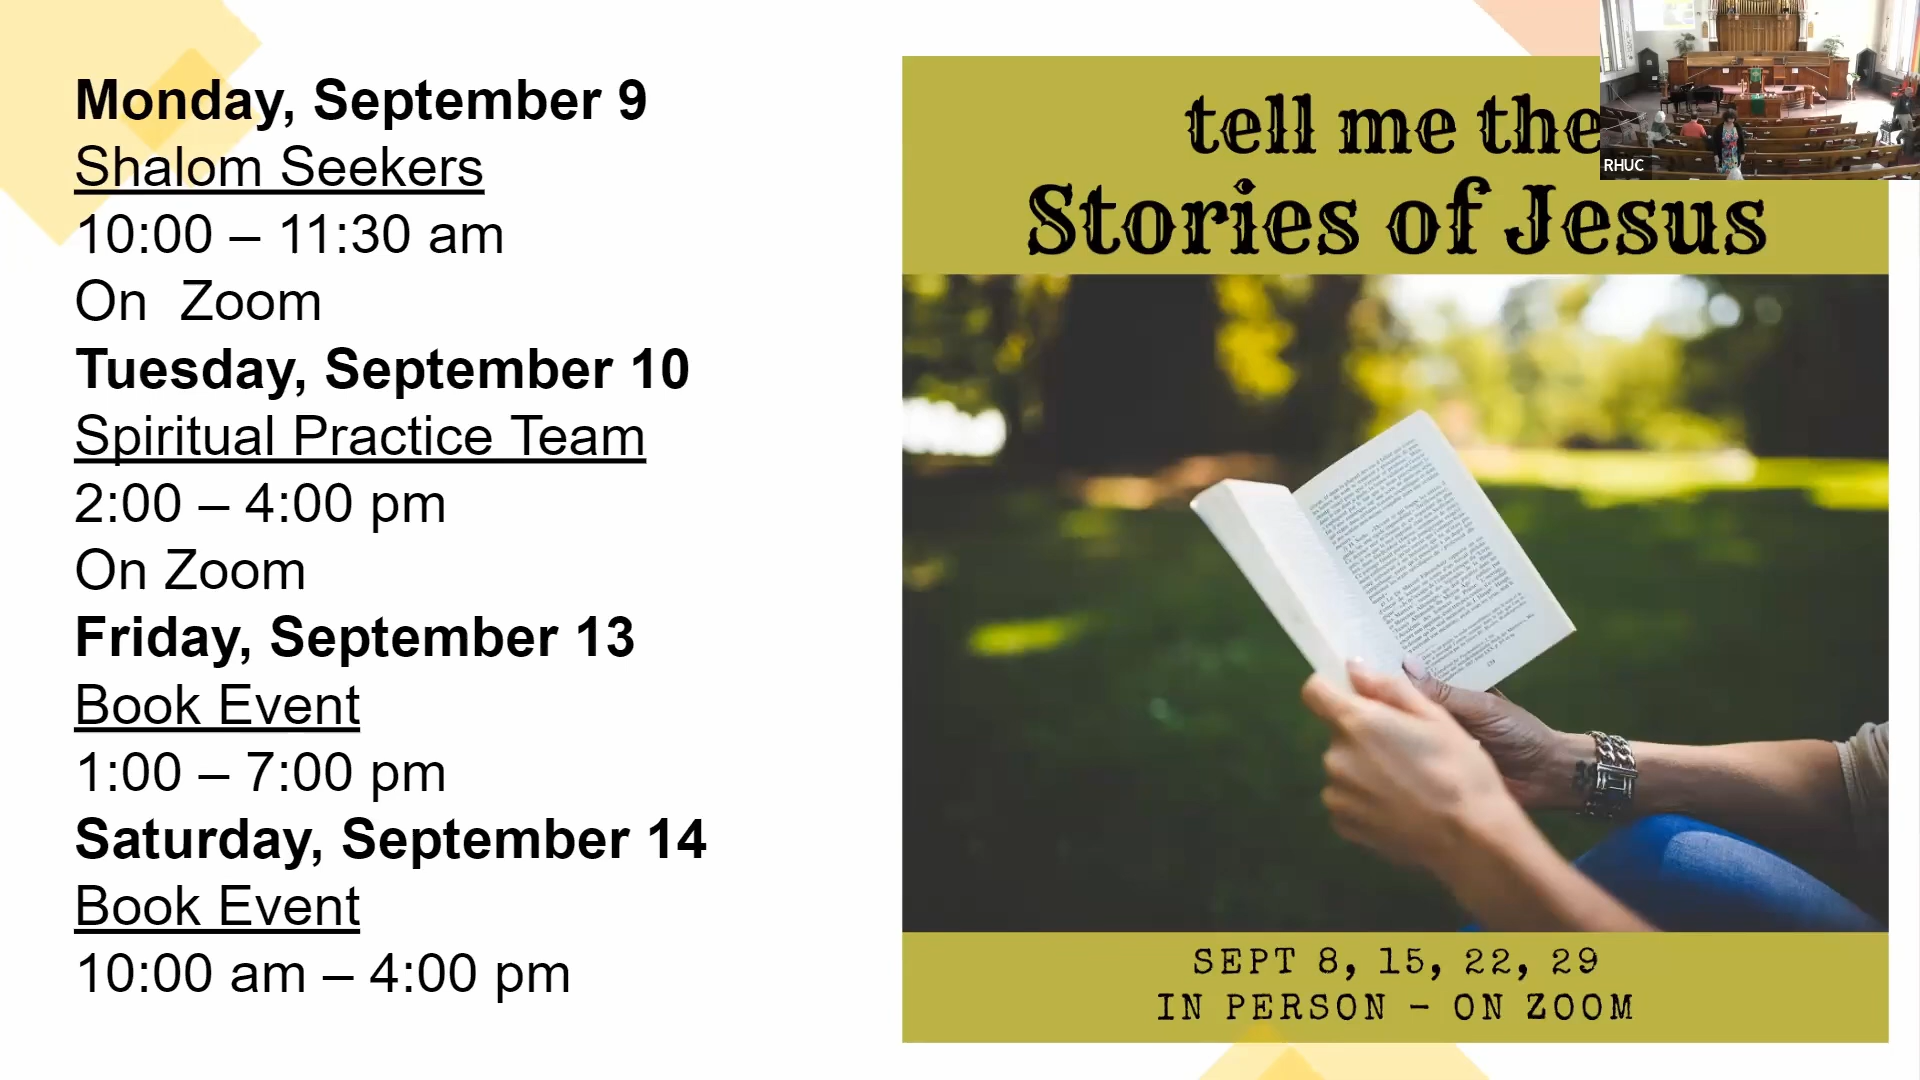 Monday, September 9
Shalom Seekers
10:00 – 11:30 am
On  Zoom
Tuesday, September 10
Spiritual Practice Team
2:00 – 4:00 pm
On Zoom
Friday, September 13
Book Event
1:00 – 7:00 pm
Saturday, September 14
Book Event
10:00 am – 4:00 pm
tell me the
Stories of Jesus
SEPT 8, 15, 22, 29
IN PERSON - ON ZOOM
RHUC